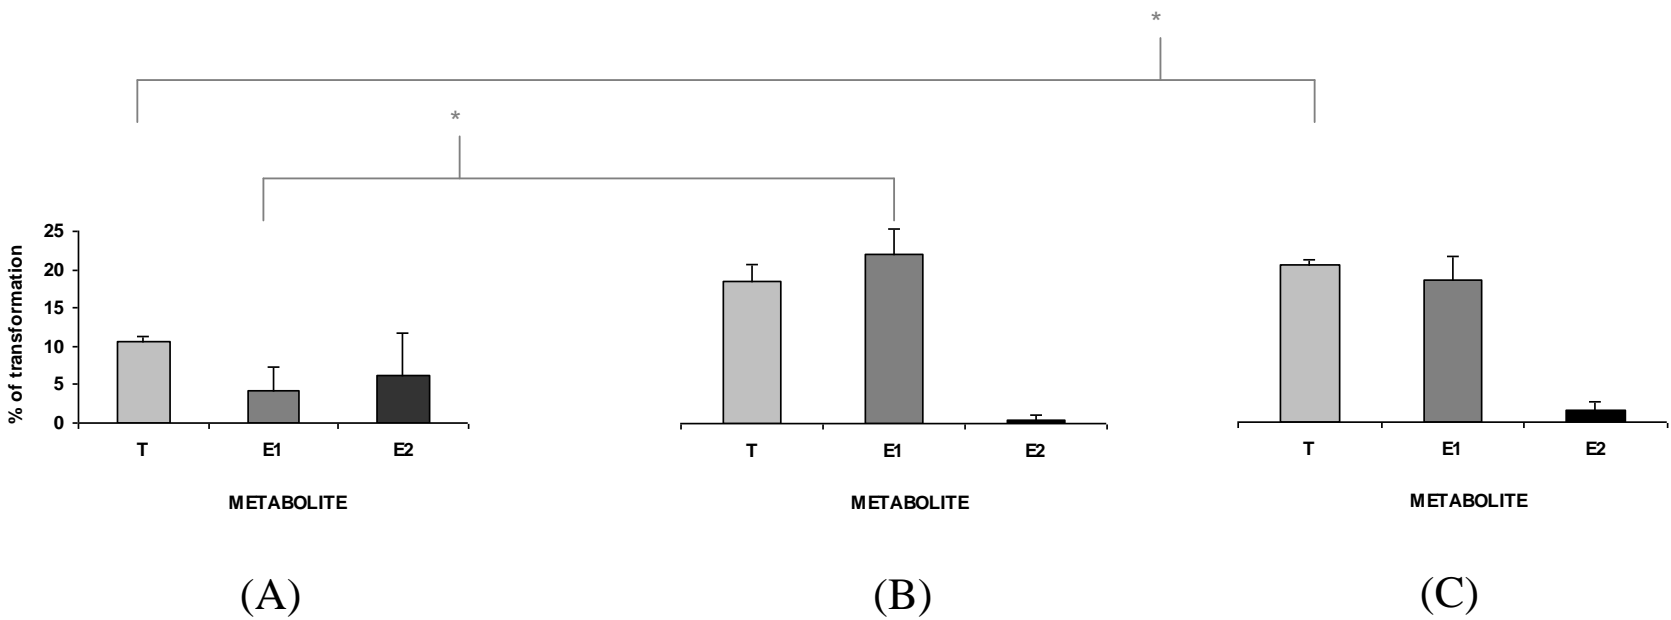 *
*
25
20
15
10
5
0
% of transformation
T E1 E2
METABOLITE
T E1 E2
METABOLITE
T E1 E2
METABOLITE
(A)
(B)
(C)